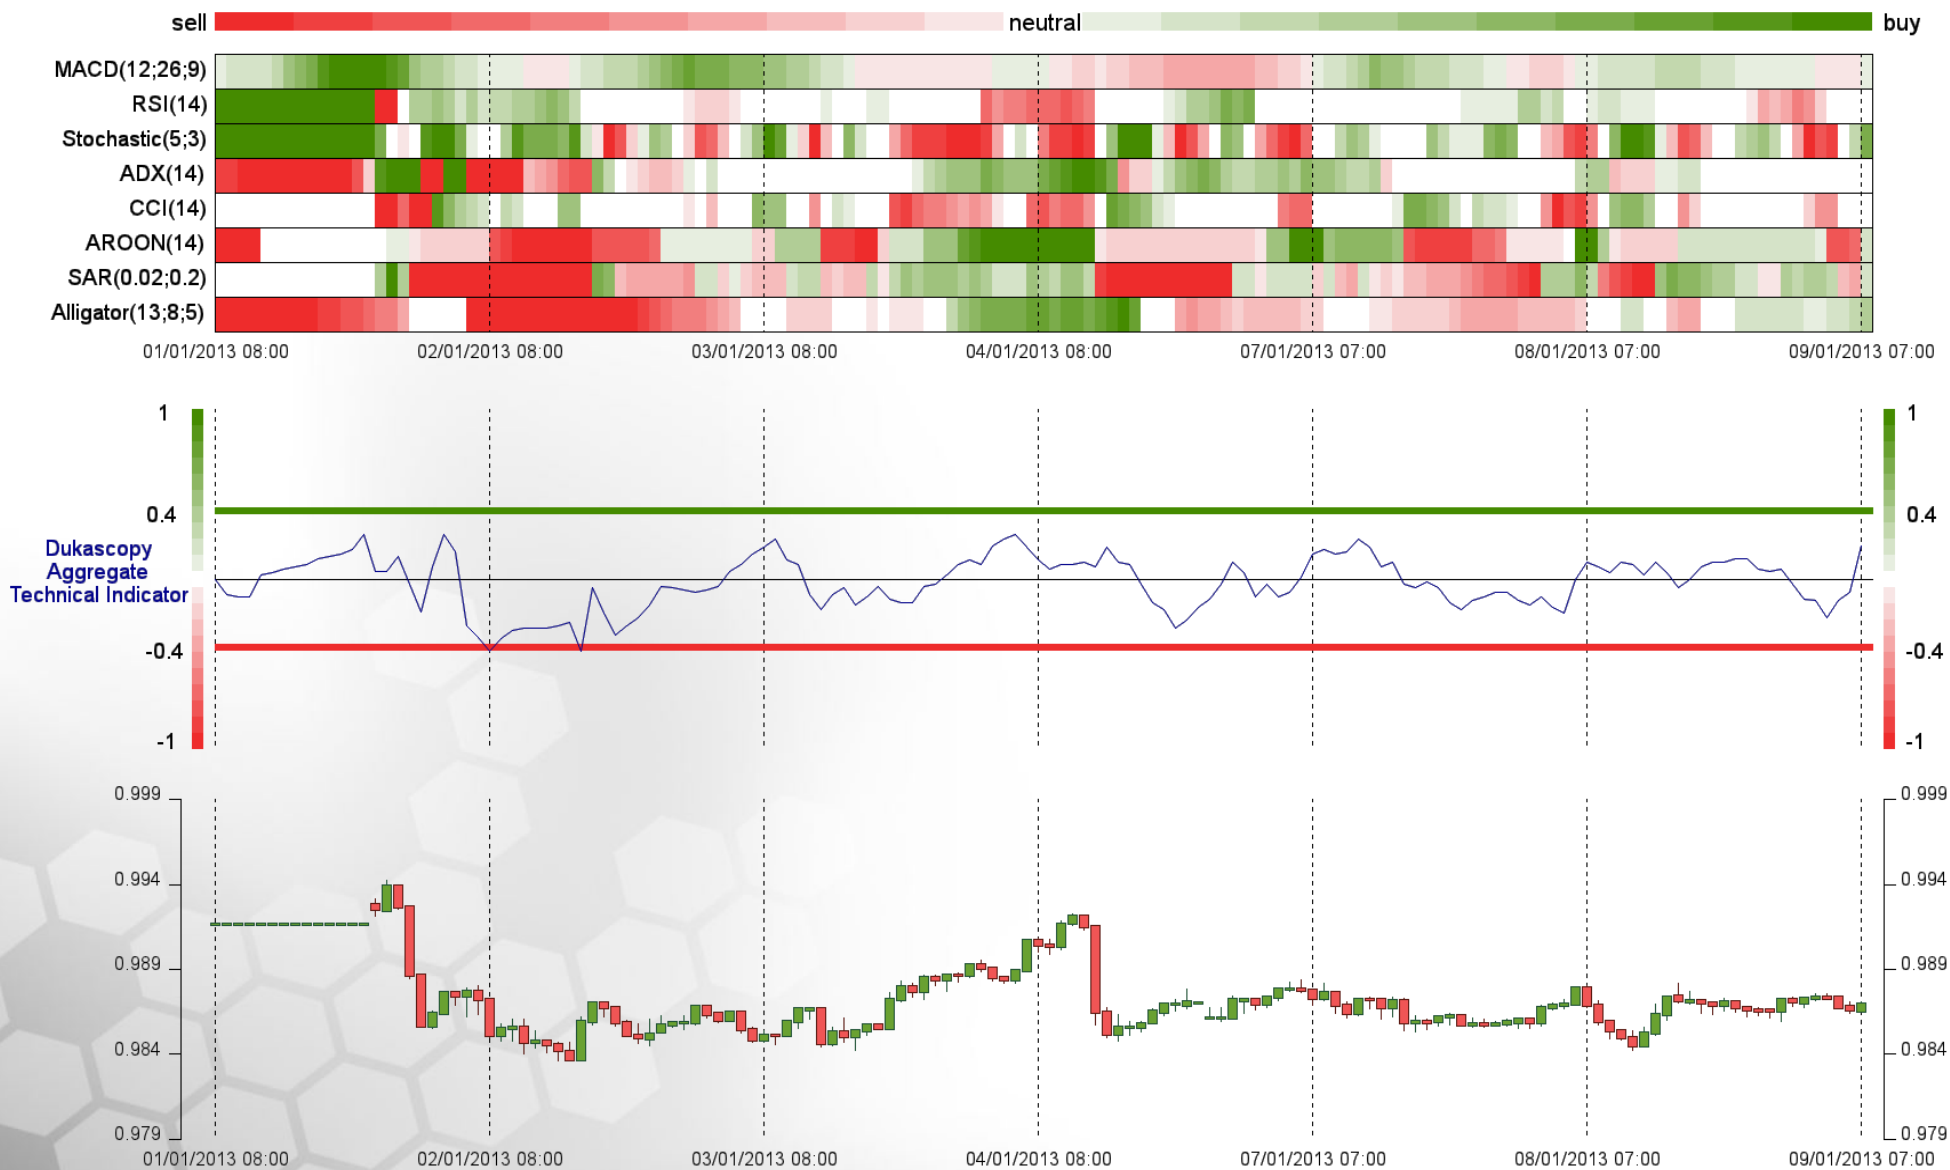 sell neutral buy
MACD(12;26;9)
RSI(14)
Stochastic(5;3)
ADX(14)
CCI(14)
AROON(14)
SAR(0.02;0.2)
Alligator(13;8;5)
01/01/2013 08:00 02/01/2013 08:00 03/01/2013 08:00 04/01/2013 08:00 07/01/2013 07:00 08/01/2013 07:00 09/01/2013 07:00
1 1
0.4 0.4
Dukascopy
Aggregate
Technical Indicator
-0.4 -0.4
-1 -1
0.999 0.999
0.994 0.994
0.989 0.989
0.984 0.984
0.979 0.979
01/01/2013 08:00 02/01/2013 08:00 03/01/2013 08:00 04/01/2013 08:00 07/01/2013 07:00 08/01/2013 07:00 09/01/2013 07:00